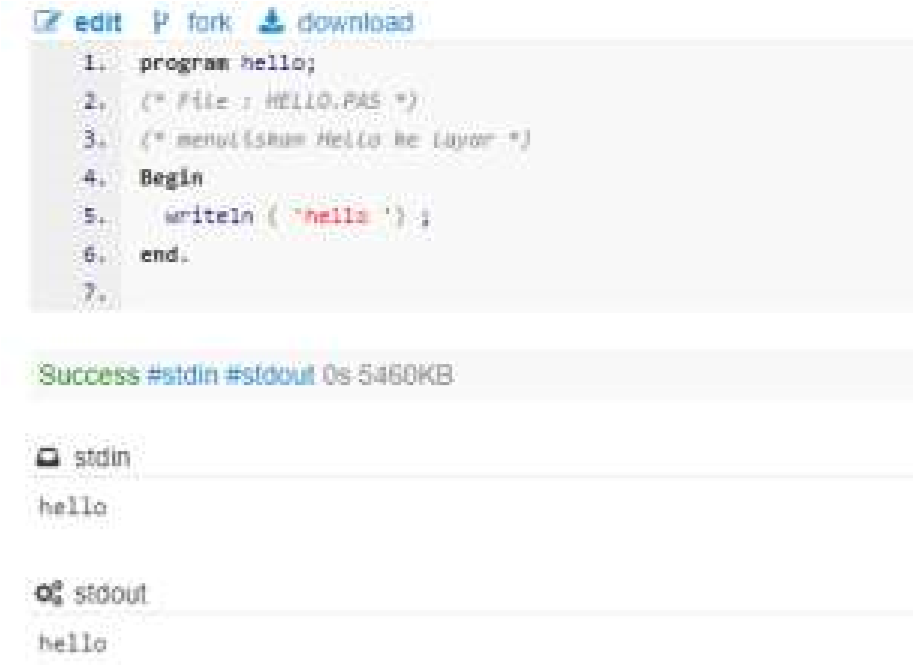 edit fork download
1. program hello;
2. (* File : HELLO.PAS *)
3. (* menuliskan Hello ke layar *)
4. Begin
5. writeln ( 'hello ') ;
6. end.
7.
Success #stdin #stdout 0s 5460KB
stdin
hello
stdout
hello